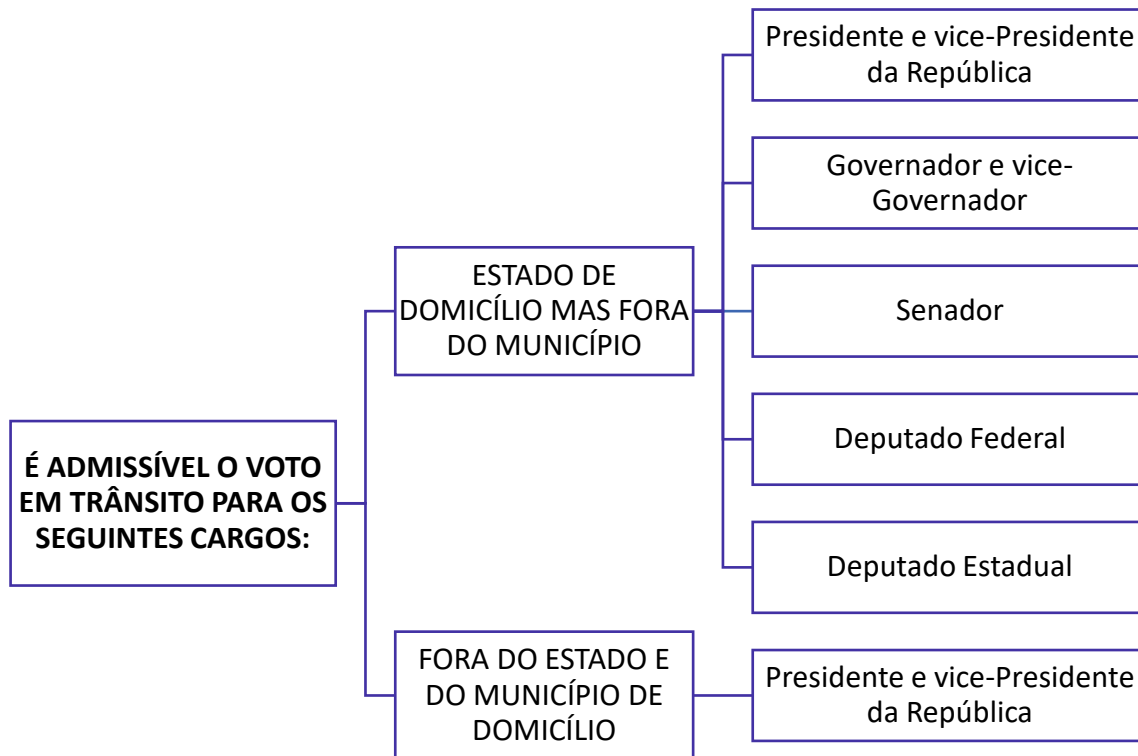 É ADMISSÍVEL O VOTO
EM TRÂNSITO PARA OS
SEGUINTES CARGOS:
ESTADO DE
DOMICÍLIO MAS FORA
DO MUNICÍPIO
Presidente e vice-Presidente
da República
Governador e vice-
Governador
Senador
Deputado Federal
Deputado Estadual
FORA DO ESTADO E
DO MUNICÍPIO DE
DOMICÍLIO
Presidente e vice-Presidente
da República